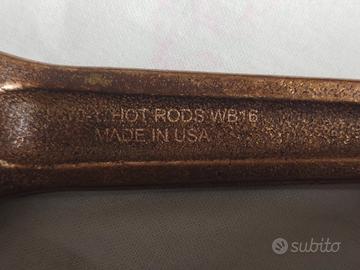 HOT RODS WB16
MADE IN USA
subito